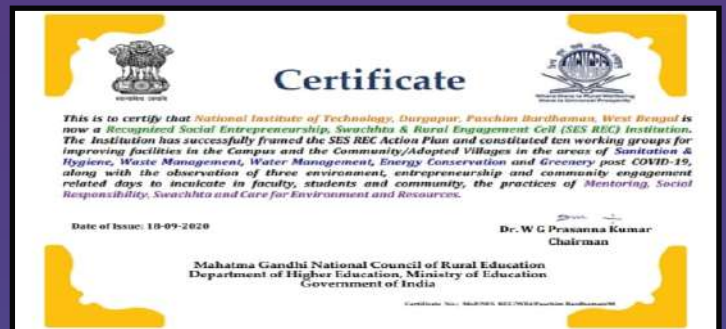 Certificate
This is to certify that National Institute of Technology, Durgapur, Paschim Bardhaman, West Bengal is
now a Recognized Social Entrepreneurship, Swachhta & Rural Engagement Cell (SES REC) Institution.
The Institution has successfully framed the SES REC Action Plan and constituted ten working groups for
improving facilities in the Campus and the Community/Adopted Villages in the areas of Sanitation &
Hygiene, Waste Management, Water Management, Energy Conservation and Greenery post COVID-19,
along with the observation of three environment, entrepreneurship and community engagement
related days to inculcate in faculty, students and community, the practices of Mentoring, Social
Responsibility, Swachhta and Care for Environment and Resources.
Date of Issue: 18-09-2020
Dr. W G Prasanna Kumar
Chairman
Mahatma Gandhi National Council of Rural Education
Department of Higher Education, Ministry of Education
Government of India